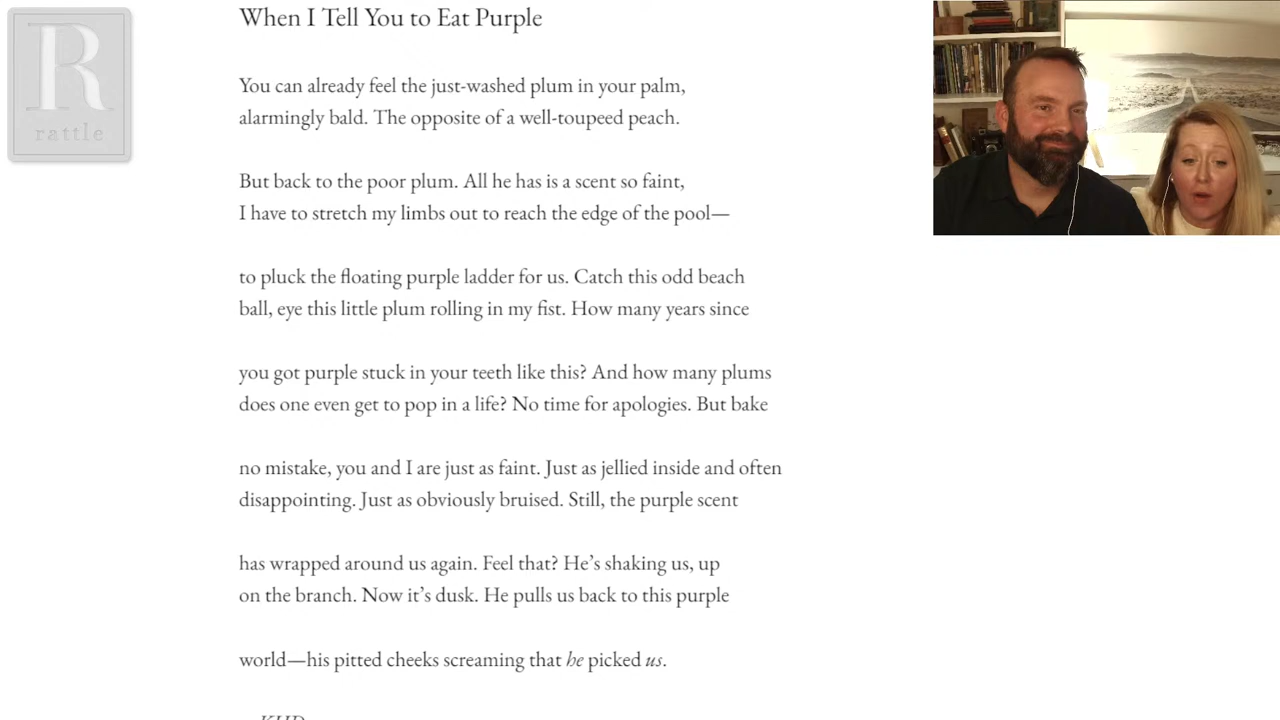 R
rattle
When I Tell You to Eat Purple
You can already feel the just-washed plum in your palm,
alarmingly bald. The opposite of a well-toupeed peach.
But back to the poor plum. All he has is a scent so faint,
I have to stretch my limbs out to reach the edge of the pool—
to pluck the floating purple ladder for us. Catch this odd beach
ball, eye this little plum rolling in my fist. How many years since
you got purple stuck in your teeth like this? And how many plums
does one even get to pop in a life? No time for apologies. But bake
no mistake, you and I are just as faint. Just as jellied inside and often
disappointing. Just as obviously bruised. Still, the purple scent
has wrapped around us again. Feel that? He’s shaking us, up
on the branch. Now it’s dusk. He pulls us back to this purple
world—his pitted cheeks screaming that he picked us.